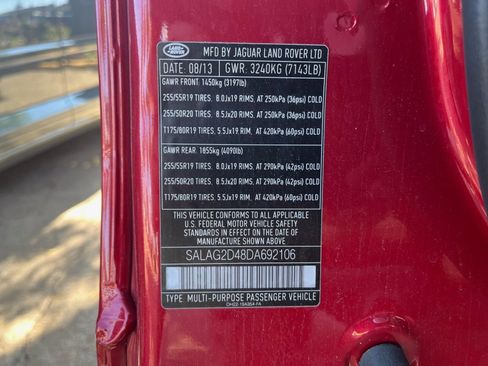 LAND ROVER
MFD BY JAGUAR LAND ROVER LTD
DATE: 08/13 GWR: 3240KG (7143LB)
GAWR FRONT: 1450kg (3197lb)
255/55R19 TIRES, 8.0Jx19 RIMS, AT 250kPa (36psi) COLD
255/50R20 TIRES, 8.5Jx20 RIMS, AT 250kPa (36psi) COLD
T175/80R19 TIRES, 5.5Jx19 RIMS, AT 420kPa (60psi) COLD
GAWR REAR: 1855kg (4090lb)
255/55R19 TIRES, 8.0Jx19 RIMS, AT 290kPa (42psi) COLD
255/50R20 TIRES, 8.5Jx20 RIMS, AT 290kPa (42psi) COLD
T175/80R19 TIRES, 5.5Jx19 RIMS, AT 420kPa (60psi) COLD
THIS VEHICLE CONFORMS TO ALL APPLICABLE
U.S. FEDERAL MOTOR VEHICLE SAFETY STANDARDS
IN EFFECT ON THE DATE OF
MANUFACTURE SHOWN ABOVE
SALAG2D48DA692106
TYPE: MULTI-PURPOSE PASSENGER VEHICLE